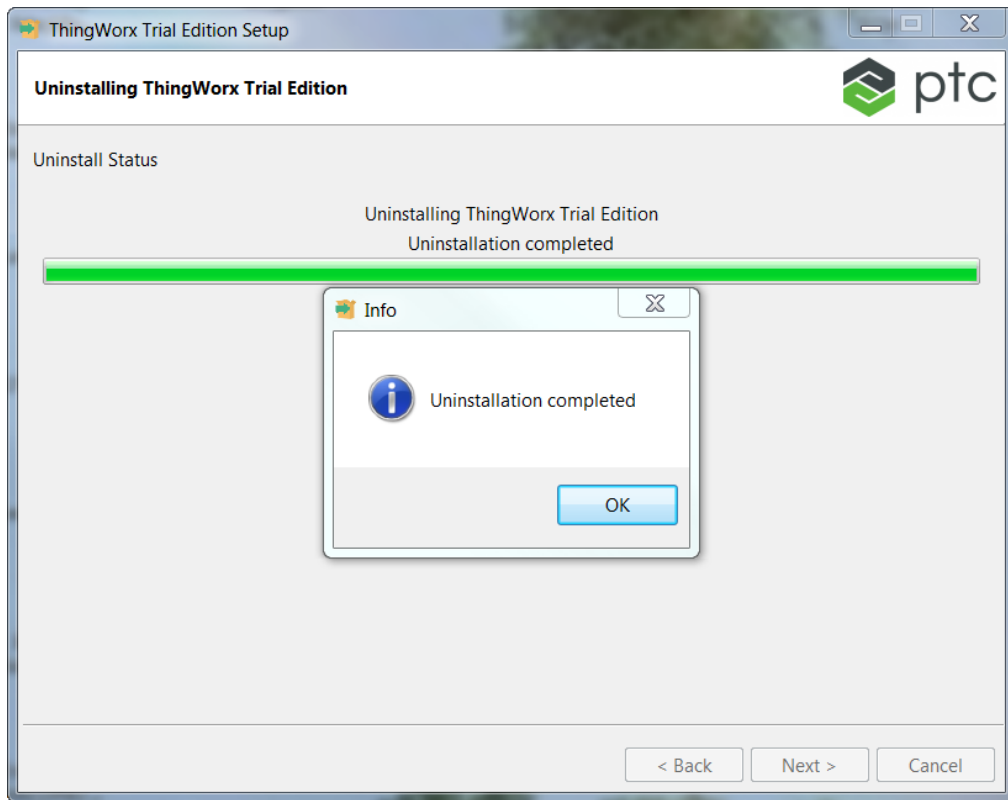 ThingWorx Trial Edition Setup
Uninstalling ThingWorx Trial Edition
ptc
Uninstall Status
Uninstalling ThingWorx Trial Edition
Uninstallation completed
Info
Uninstallation completed
OK
< Back
Next >
Cancel